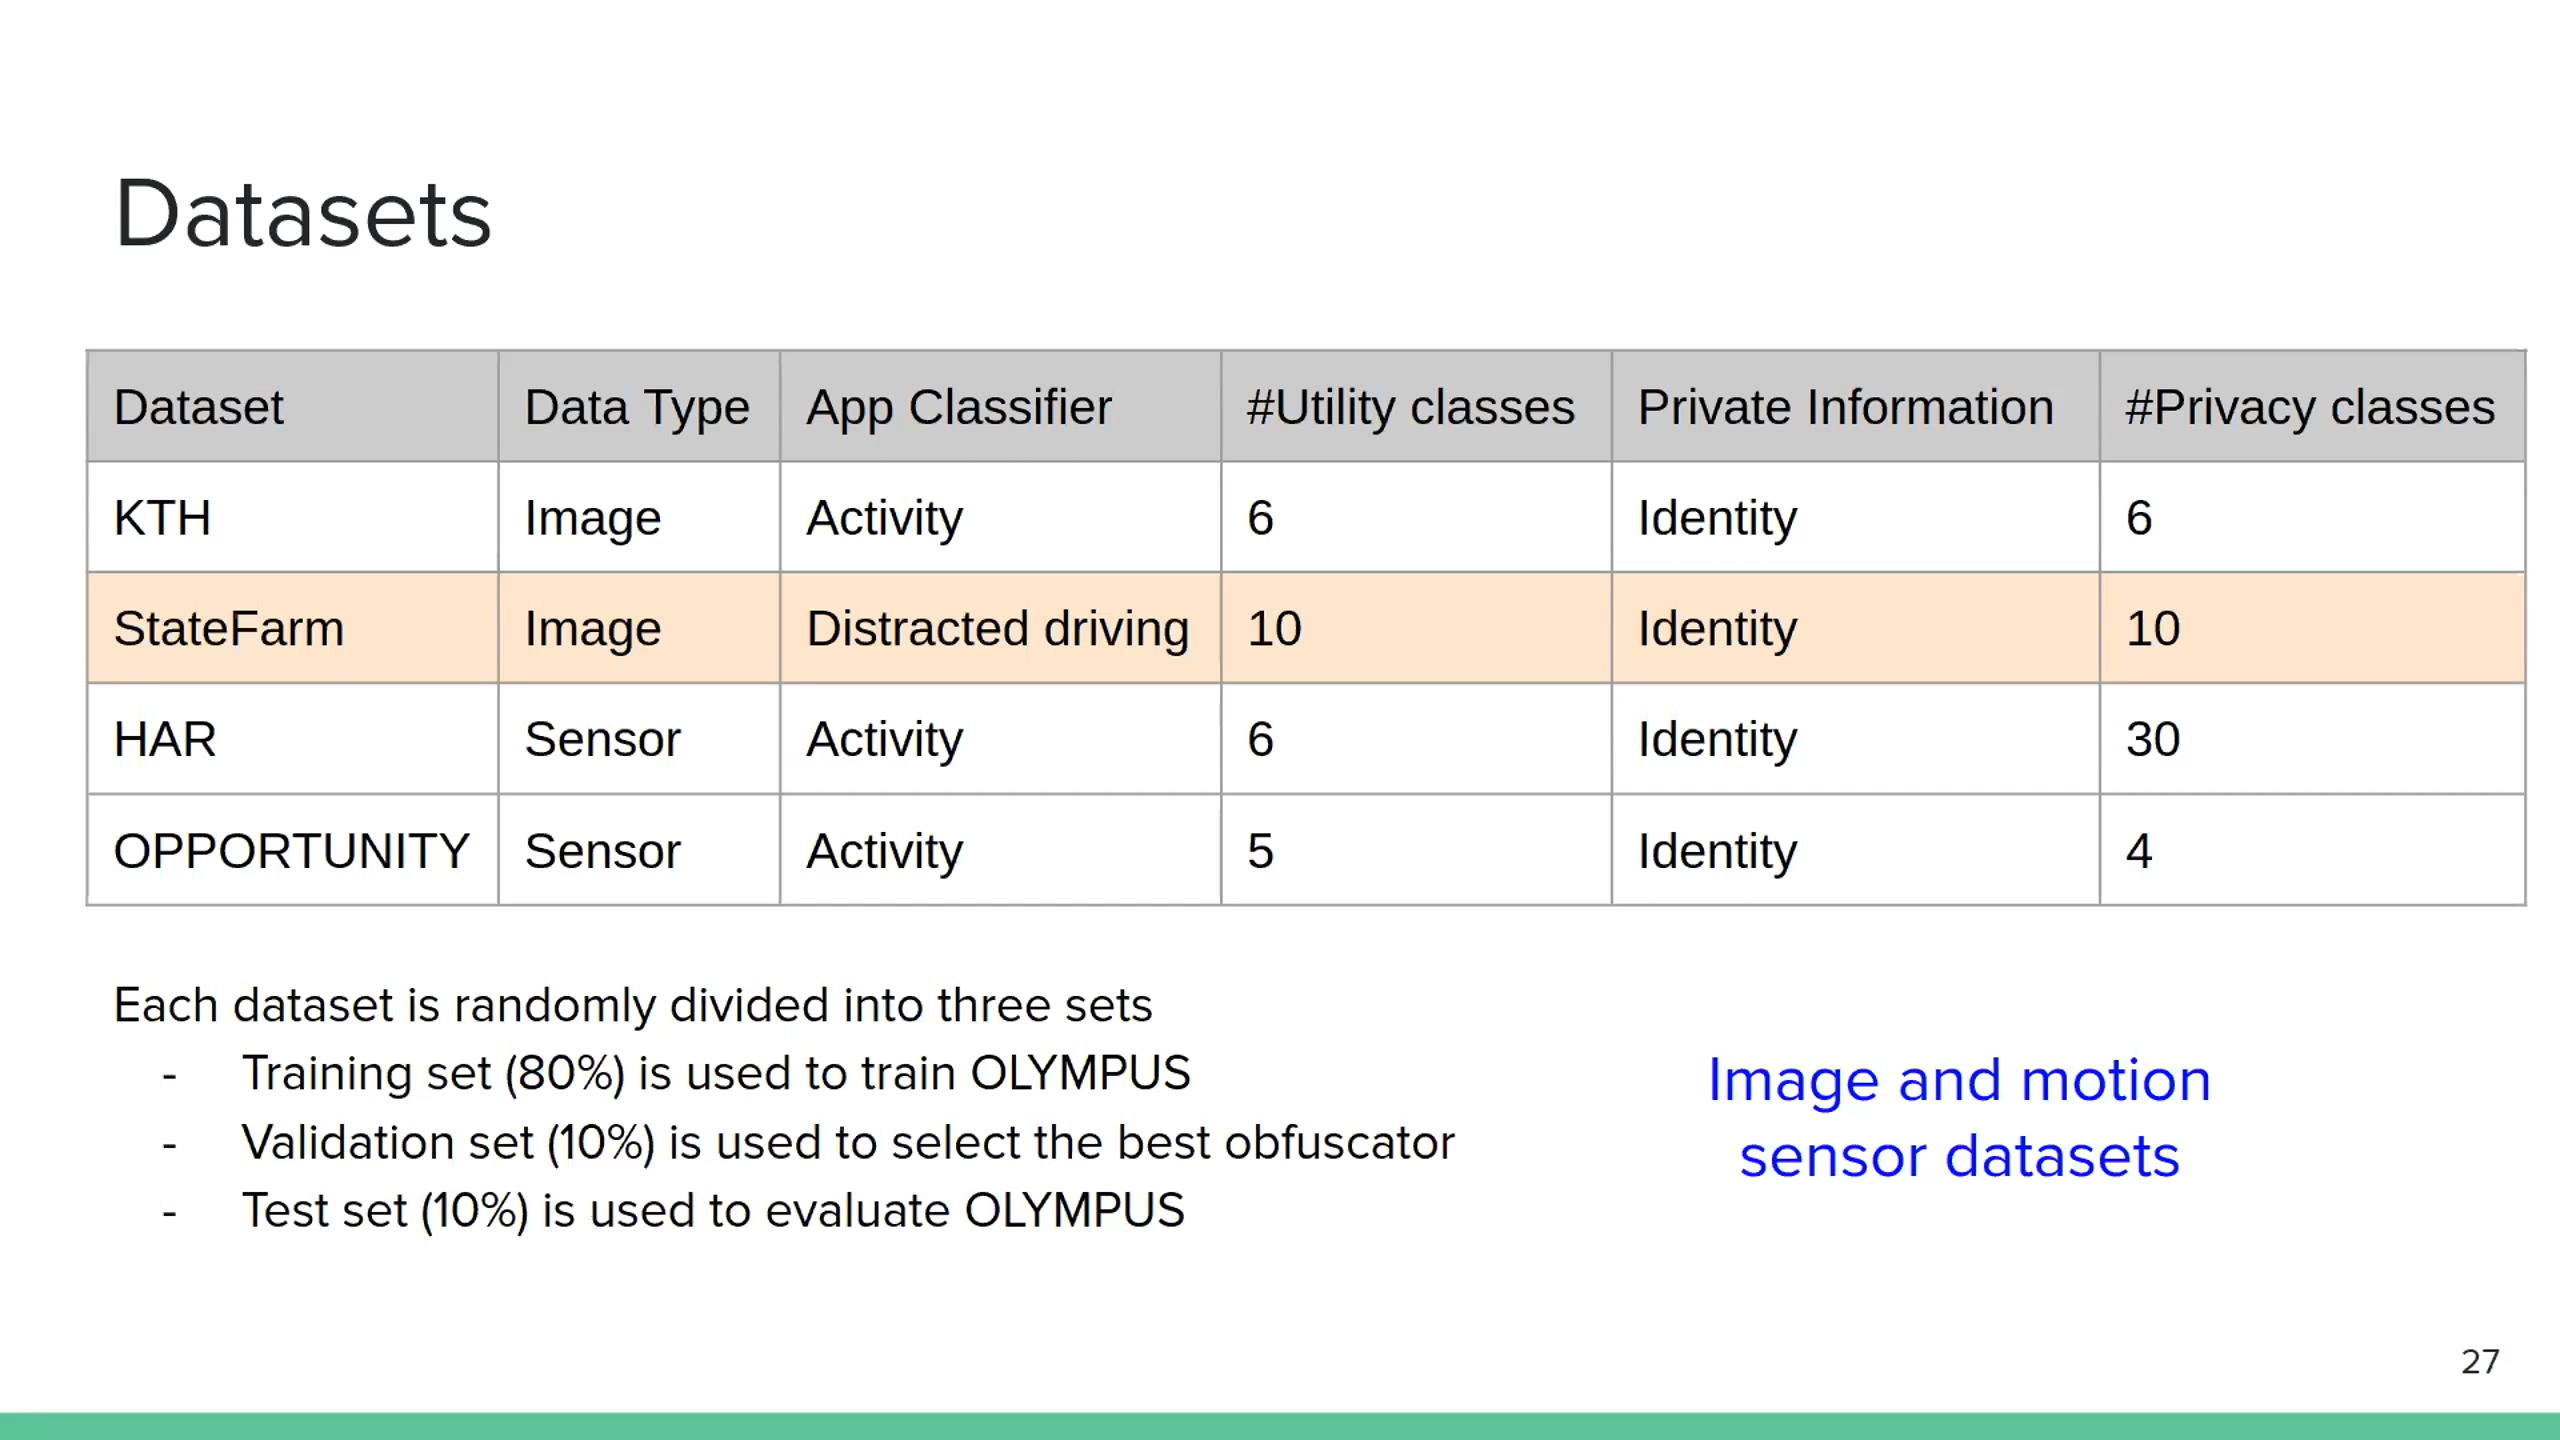 Datasets
Dataset Data Type App Classifier #Utility classes Private Information #Privacy classes
KTH Image Activity 6 Identity 6
StateFarm Image Distracted driving 10 Identity 10
HAR Sensor Activity 6 Identity 30
OPPORTUNITY Sensor Activity 5 Identity 4
Each dataset is randomly divided into three sets
- Training set (80%) is used to train OLYMPUS
- Validation set (10%) is used to select the best obfuscator
- Test set (10%) is used to evaluate OLYMPUS
Image and motion
sensor datasets
27